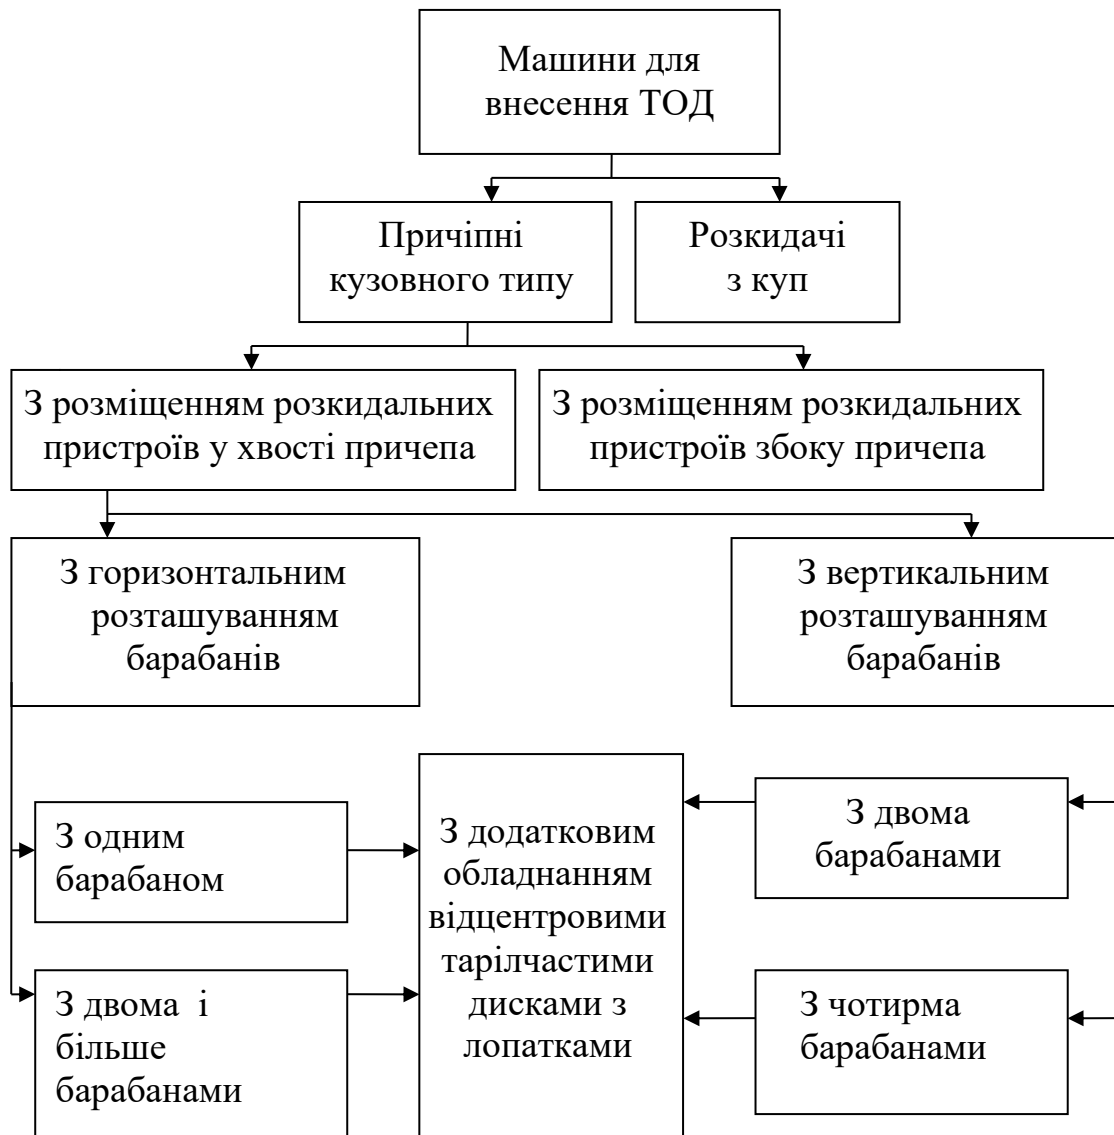 Машини для
внесення ТОД
Причіпні
кузовного типу
Розкидачі
з куп
З розміщенням розкидальних
пристроїв у хвості причепа
З розміщенням розкидальних
пристроїв збоку причепа
З горизонтальним
розташуванням
барабанів
З вертикальним
розташуванням
барабанів
З одним
барабаном
З двома і
більше
барабанами
З додатковим
обладнанням
відцентровими
тарілчастими
дисками з
лопатками
З двома
барабанами
З чотирма
барабанами